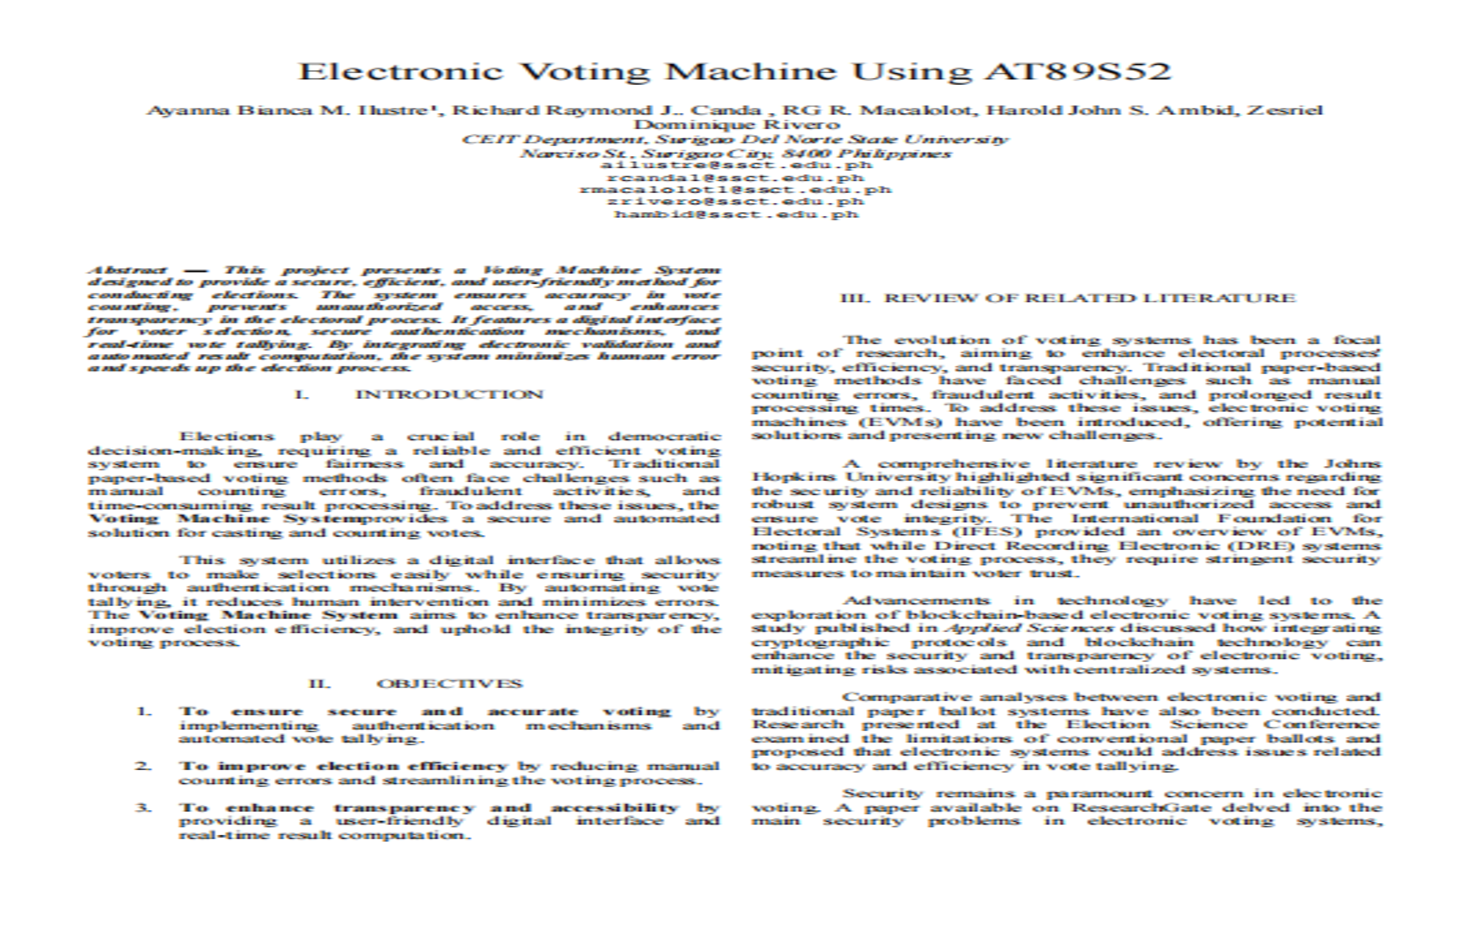 Electronic Voting Machine Using AT89S52
Ayanna Bianca M. Ilustre¹, Richard Raymond J.. Canda , RG R. Macalolot, Harold John S. Ambid, Zesriel
Dominique Rivero
CEIT Department, Surigao Del Norte State University
Narciso St., Surigao City, 8400 Philippines
ailustre@ssct.edu.ph
rcanda1@ssct.edu.ph
rmacalolot1@ssct.edu.ph
zrivero@ssct.edu.ph
hambid@ssct.edu.ph
Abstract — This project presents a Voting Machine System
designed to provide a secure, efficient, and user-friendly method for
conducting elections. The system ensures accuracy in vote
counting, prevents unauthorized access, and enhances
transparency in the electoral process. It features a digital interface
for voter selection, secure authentication mechanisms, and
real-time vote tallying. By integrating electronic validation and
automated result computation, the system minimizes human error
and speeds up the election process.
I. INTRODUCTION
Elections play a crucial role in democratic
decision-making, requiring a reliable and efficient voting
system to ensure fairness and accuracy. Traditional
paper-based voting methods often face challenges such as
manual counting errors, fraudulent activities, and
time-consuming result processing. To address these issues, the
Voting Machine Systemprovides a secure and automated
solution for casting and counting votes.
This system utilizes a digital interface that allows
voters to make selections easily while ensuring security
through authentication mechanisms. By automating vote
tallying, it reduces human intervention and minimizes errors.
The Voting Machine System aims to enhance transparency,
improve election efficiency, and uphold the integrity of the
voting process.
II. OBJECTIVES
1. To ensure secure and accurate voting by
implementing authentication mechanisms and
automated vote tallying.
2. To improve election efficiency by reducing manual
counting errors and streamlining the voting process.
3. To enhance transparency and accessibility by
providing a user-friendly digital interface and
real-time result computation.
III. REVIEW OF RELATED LITERATURE
The evolution of voting systems has been a focal
point of research, aiming to enhance electoral processes'
security, efficiency, and transparency. Traditional paper-based
voting methods have faced challenges such as manual
counting errors, fraudulent activities, and prolonged result
processing times. To address these issues, electronic voting
machines (EVMs) have been introduced, offering potential
solutions and presenting new challenges.
A comprehensive literature review by the Johns
Hopkins University highlighted significant concerns regarding
the security and reliability of EVMs, emphasizing the need for
robust system designs to prevent unauthorized access and
ensure vote integrity. The International Foundation for
Electoral Systems (IFES) provided an overview of EVMs,
noting that while Direct Recording Electronic (DRE) systems
streamline the voting process, they require stringent security
measures to maintain voter trust.
Advancements in technology have led to the
exploration of blockchain-based electronic voting systems. A
study published in Applied Sciences discussed how integrating
cryptographic protocols and blockchain technology can
enhance the security and transparency of electronic voting,
mitigating risks associated with centralized systems.
Comparative analyses between electronic voting and
traditional paper ballot systems have also been conducted.
Research presented at the Election Science Conference
examined the limitations of conventional paper ballots and
proposed that electronic systems could address issues related
to accuracy and efficiency in vote tallying.
Security remains a paramount concern in electronic
voting. A paper available on ResearchGate delved into the
main security problems in electronic voting systems,